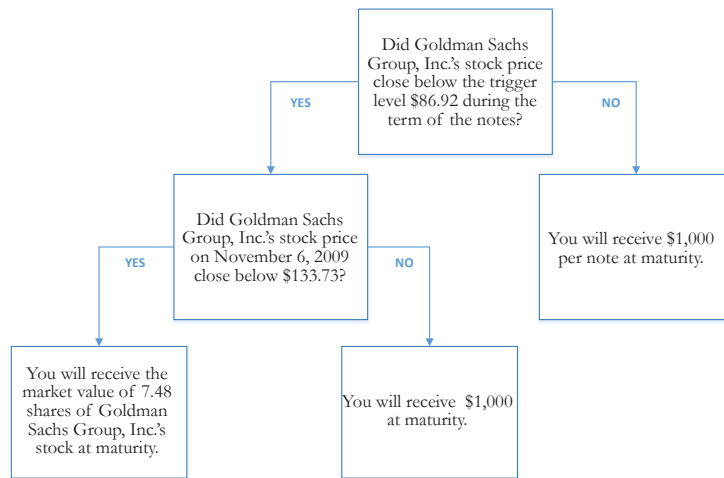 Did Goldman Sachs
Group, Inc.'s stock price
close below the trigger
level $86.92 during the
term of the notes?
YES
NO
Did Goldman Sachs
Group, Inc.'s stock price
on November 6, 2009
close below $133.73?
You will receive $1,000
per note at maturity.
YES
NO
You will receive the
market value of 7.48
shares of Goldman
Sachs Group, Inc.'s
stock at maturity.
You will receive $1,000
at maturity.